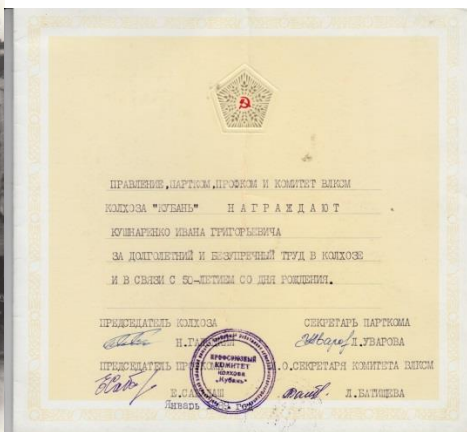 ПРАВЛЕНИЕ, ПАРТКОМ, ПРОФКОМ И КОМИТЕТ ВЛКСМ
КОЛХОЗА "КУБАНЬ" НАГРАЖДАЮТ
КУШНАРЕНКО ИВАНА ГРИГОРЬЕВИЧА
ЗА ДОЛГОЛЕТНИЙ И БЕЗУПРЕЧНЫЙ ТРУД В КОЛХОЗЕ
И В СВЯЗИ С 50-ЛЕТИЕМ СО ДНЯ РОЖДЕНИЯ.
ПРЕДСЕДАТЕЛЬ КОЛХОЗА СЕКРЕТАРЬ ПАРТКОМА
Л.УВАРОВА
ПРЕДСЕДАТЕЛЬ .О.СЕКРЕТАРЯ КОМИТЕТА ВЛКСМ
Л.БАТИЩЕВА
Январь
ПРОФСОЮЗНЫЙ
КОМИТЕТ
колхоза
„Кубань"